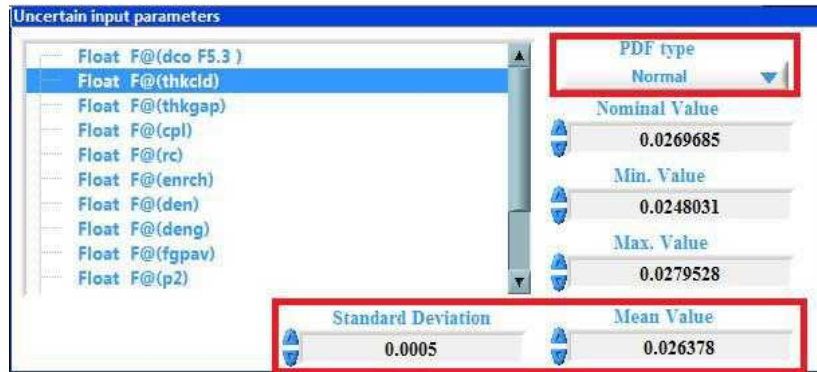 Uncertain input parameters
Float F@(dco F5.3 )
Float F@(thkcld)
Float F@(thkgap)
Float F@(cpl)
Float F@(rc)
Float F@(enrch)
Float F@(den)
Float F@(deng)
Float F@(fgpav)
Float F@(p2)
PDF type
Normal
Nominal Value
0.0269685
Min. Value
0.0248031
Max. Value
0.0279528
Standard Deviation
0.0005
Mean Value
0.026378